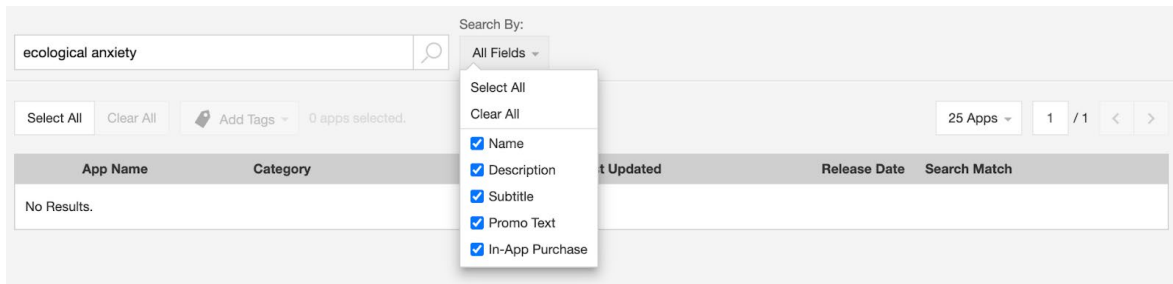 Search By:
ecological anxiety
All Fields
Select All
Clear All
Select All Clear All Add Tags 0 apps selected.
25 Apps 1 / 1
Name
App Name Category t Updated Release Date Search Match
Description
No Results.
Subtitle
Promo Text
In-App Purchase